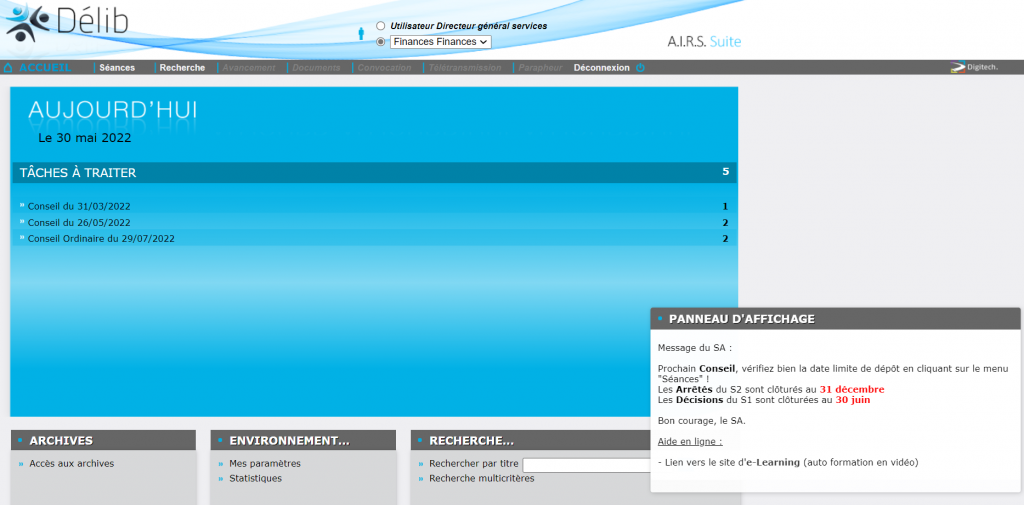 Délib
Utilisateur Directeur général services
Finances Finances
A.I.R.S. Suite
ACCUEIL Séances Recherche Avancement Documents Convocation Télétransmission Parapheur Déconnexion Digitech.
AUJOURD'HUI
Le 30 mai 2022
TÂCHES À TRAITER 5
» Conseil du 31/03/2022 1
» Conseil du 26/05/2022 2
» Conseil Ordinaire du 29/07/2022 2
PANNEAU D'AFFICHAGE
Message du SA :
Prochain Conseil, vérifiez bien la date limite de dépôt en cliquant sur le menu
"Séances" !
Les Arrêtés du S2 sont clôturés au 31 décembre
Les Décisions du S1 sont clôturées au 30 juin
Bon courage, le SA.
Aide en ligne :
- Lien vers le site d'e-Learning (auto formation en vidéo)
ARCHIVES
» Accès aux archives
ENVIRONNEMENT...
» Mes paramètres
» Statistiques
RECHERCHE...
» Rechercher par titre
» Recherche multicritères